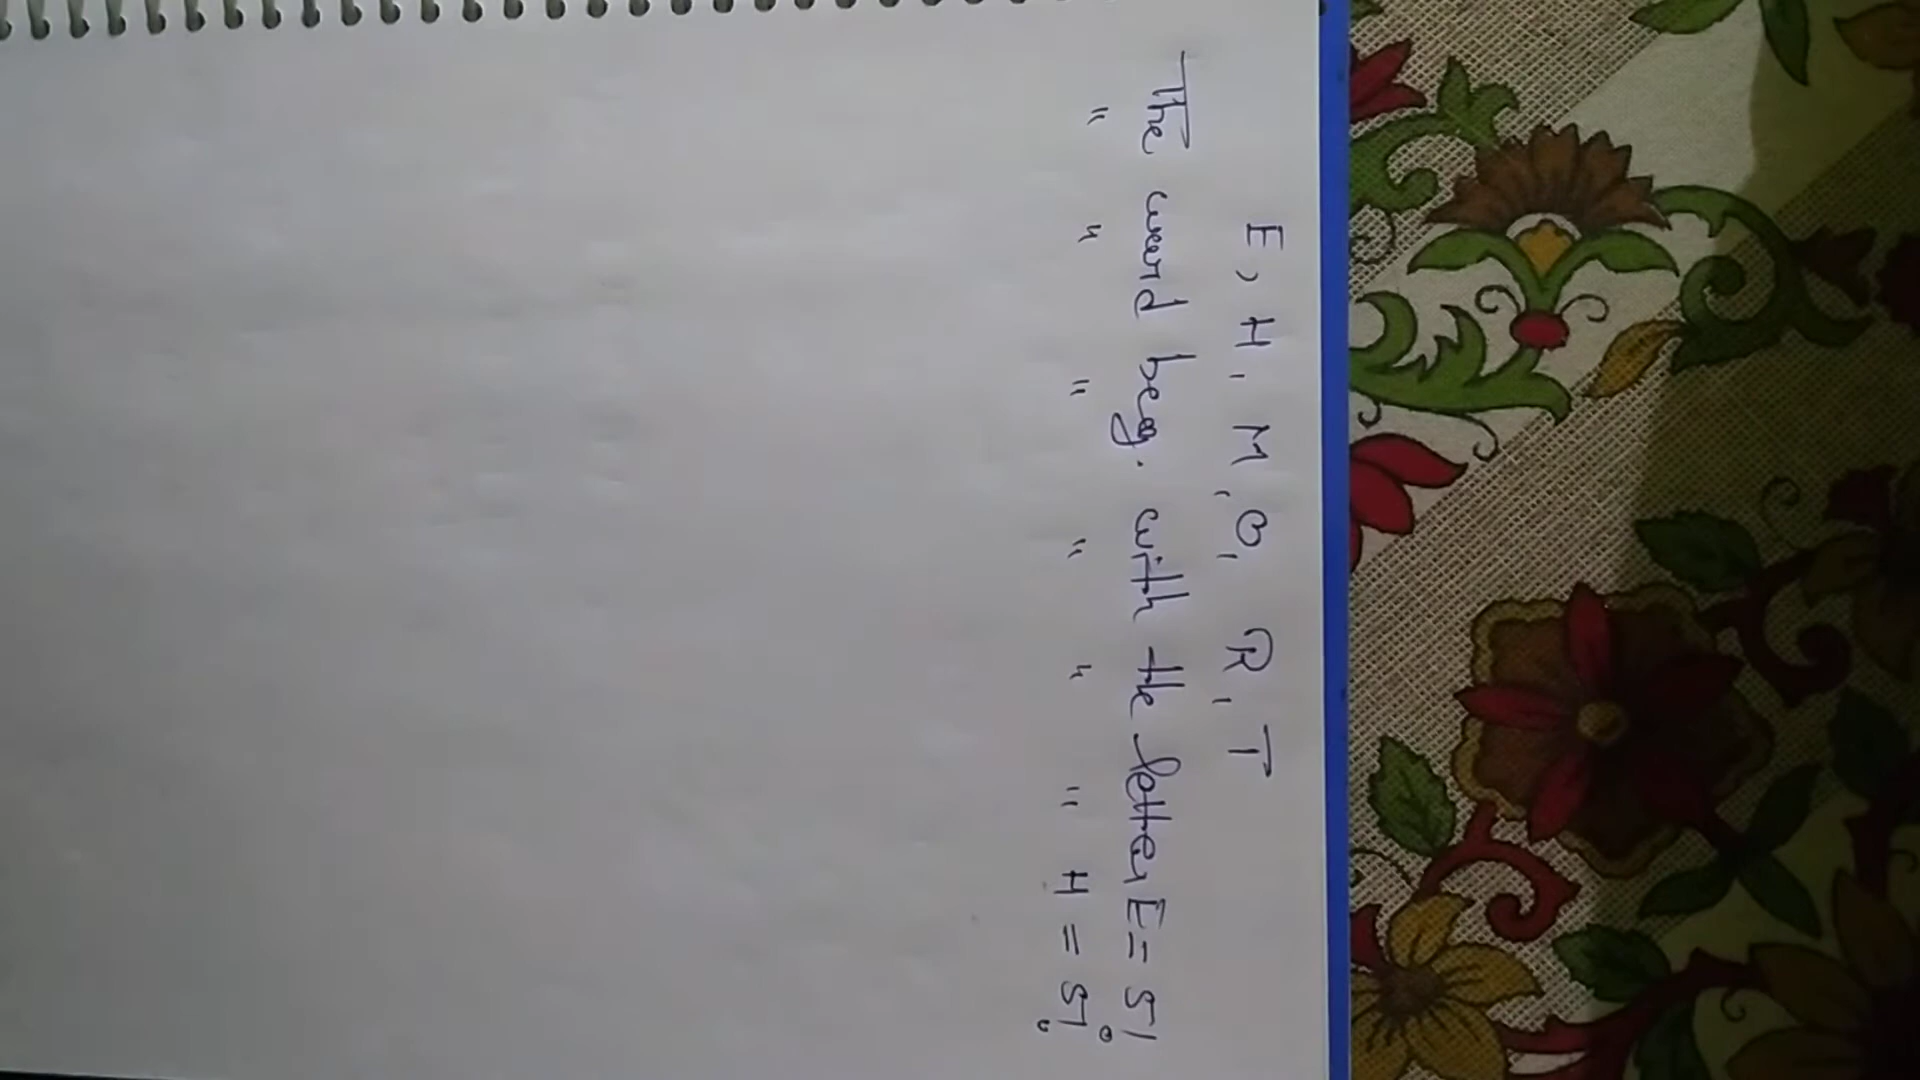 E, H, M, O, R, T
The word beg. with the letter E = 5!
" " " " " " H = 5!